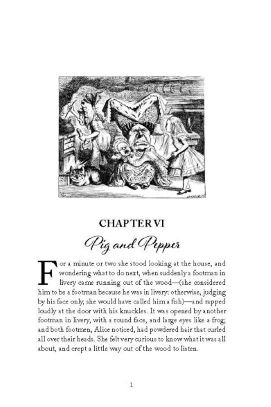 CHAPTER VI
Pig and Pepper
For a minute or two she stood looking at the house, and
wondering what to do next, when suddenly a footman in
livery came running out of the wood—(she considered
him to be a footman because he was in livery: otherwise, judging
by his face only, she would have called him a fish)—and rapped
loudly at the door with his knuckles. It was opened by another
footman in livery, with a round face, and large eyes like a frog;
and both footmen, Alice noticed, had powdered hair that curled
all over their heads. She felt very curious to know what it was all
about, and crept a little way out of the wood to listen.
1